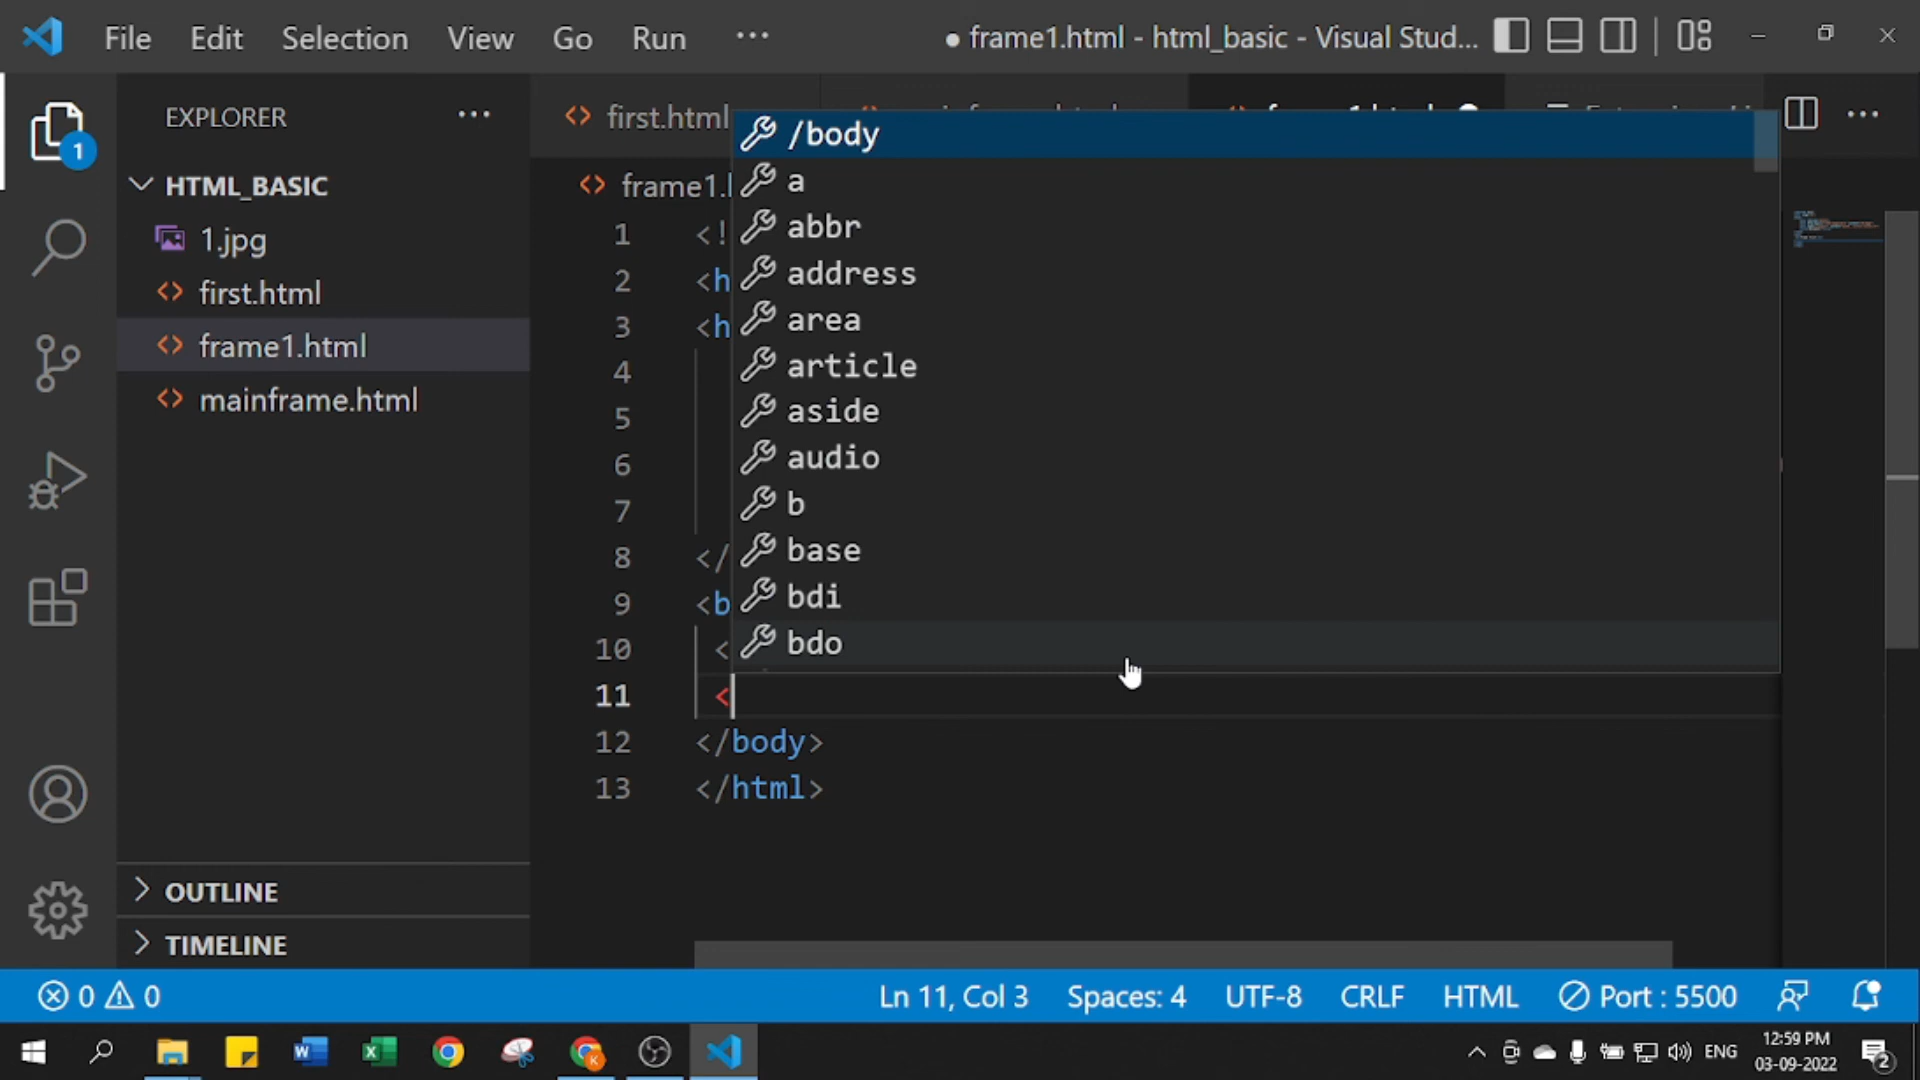 File Edit Selection View Go Run ···
● frame1.html - html_basic - Visual Stud...
EXPLORER ···
1
HTML_BASIC
1.jpg
first.html
frame1.html
mainframe.html
OUTLINE
TIMELINE
first.html
frame1.
/body
a
abbr
address
area
article
aside
audio
b
base
bdi
bdo
1 <!
2 <h
3 <h
4
5
6
7
8 </
9 <b
10 <
11 <
12 </body>
13 </html>
0 0
Ln 11, Col 3 Spaces: 4 UTF-8 CRLF HTML Port : 5500
ENG
12:59 PM
03-09-2022
2